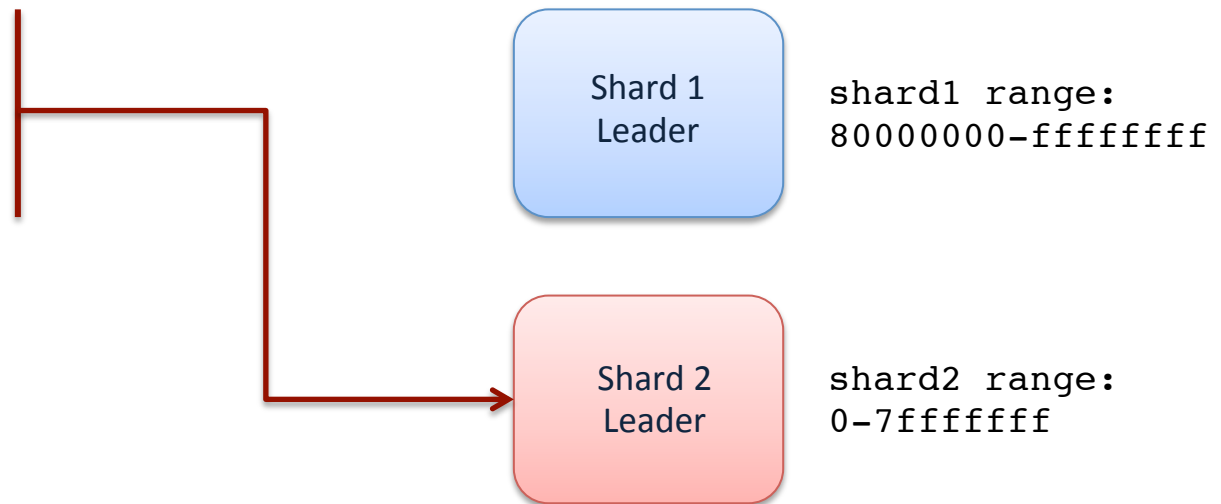 Shard 1
Leader
shard1 range:
80000000-ffffffff
Shard 2
Leader
shard2 range:
0-7fffffff